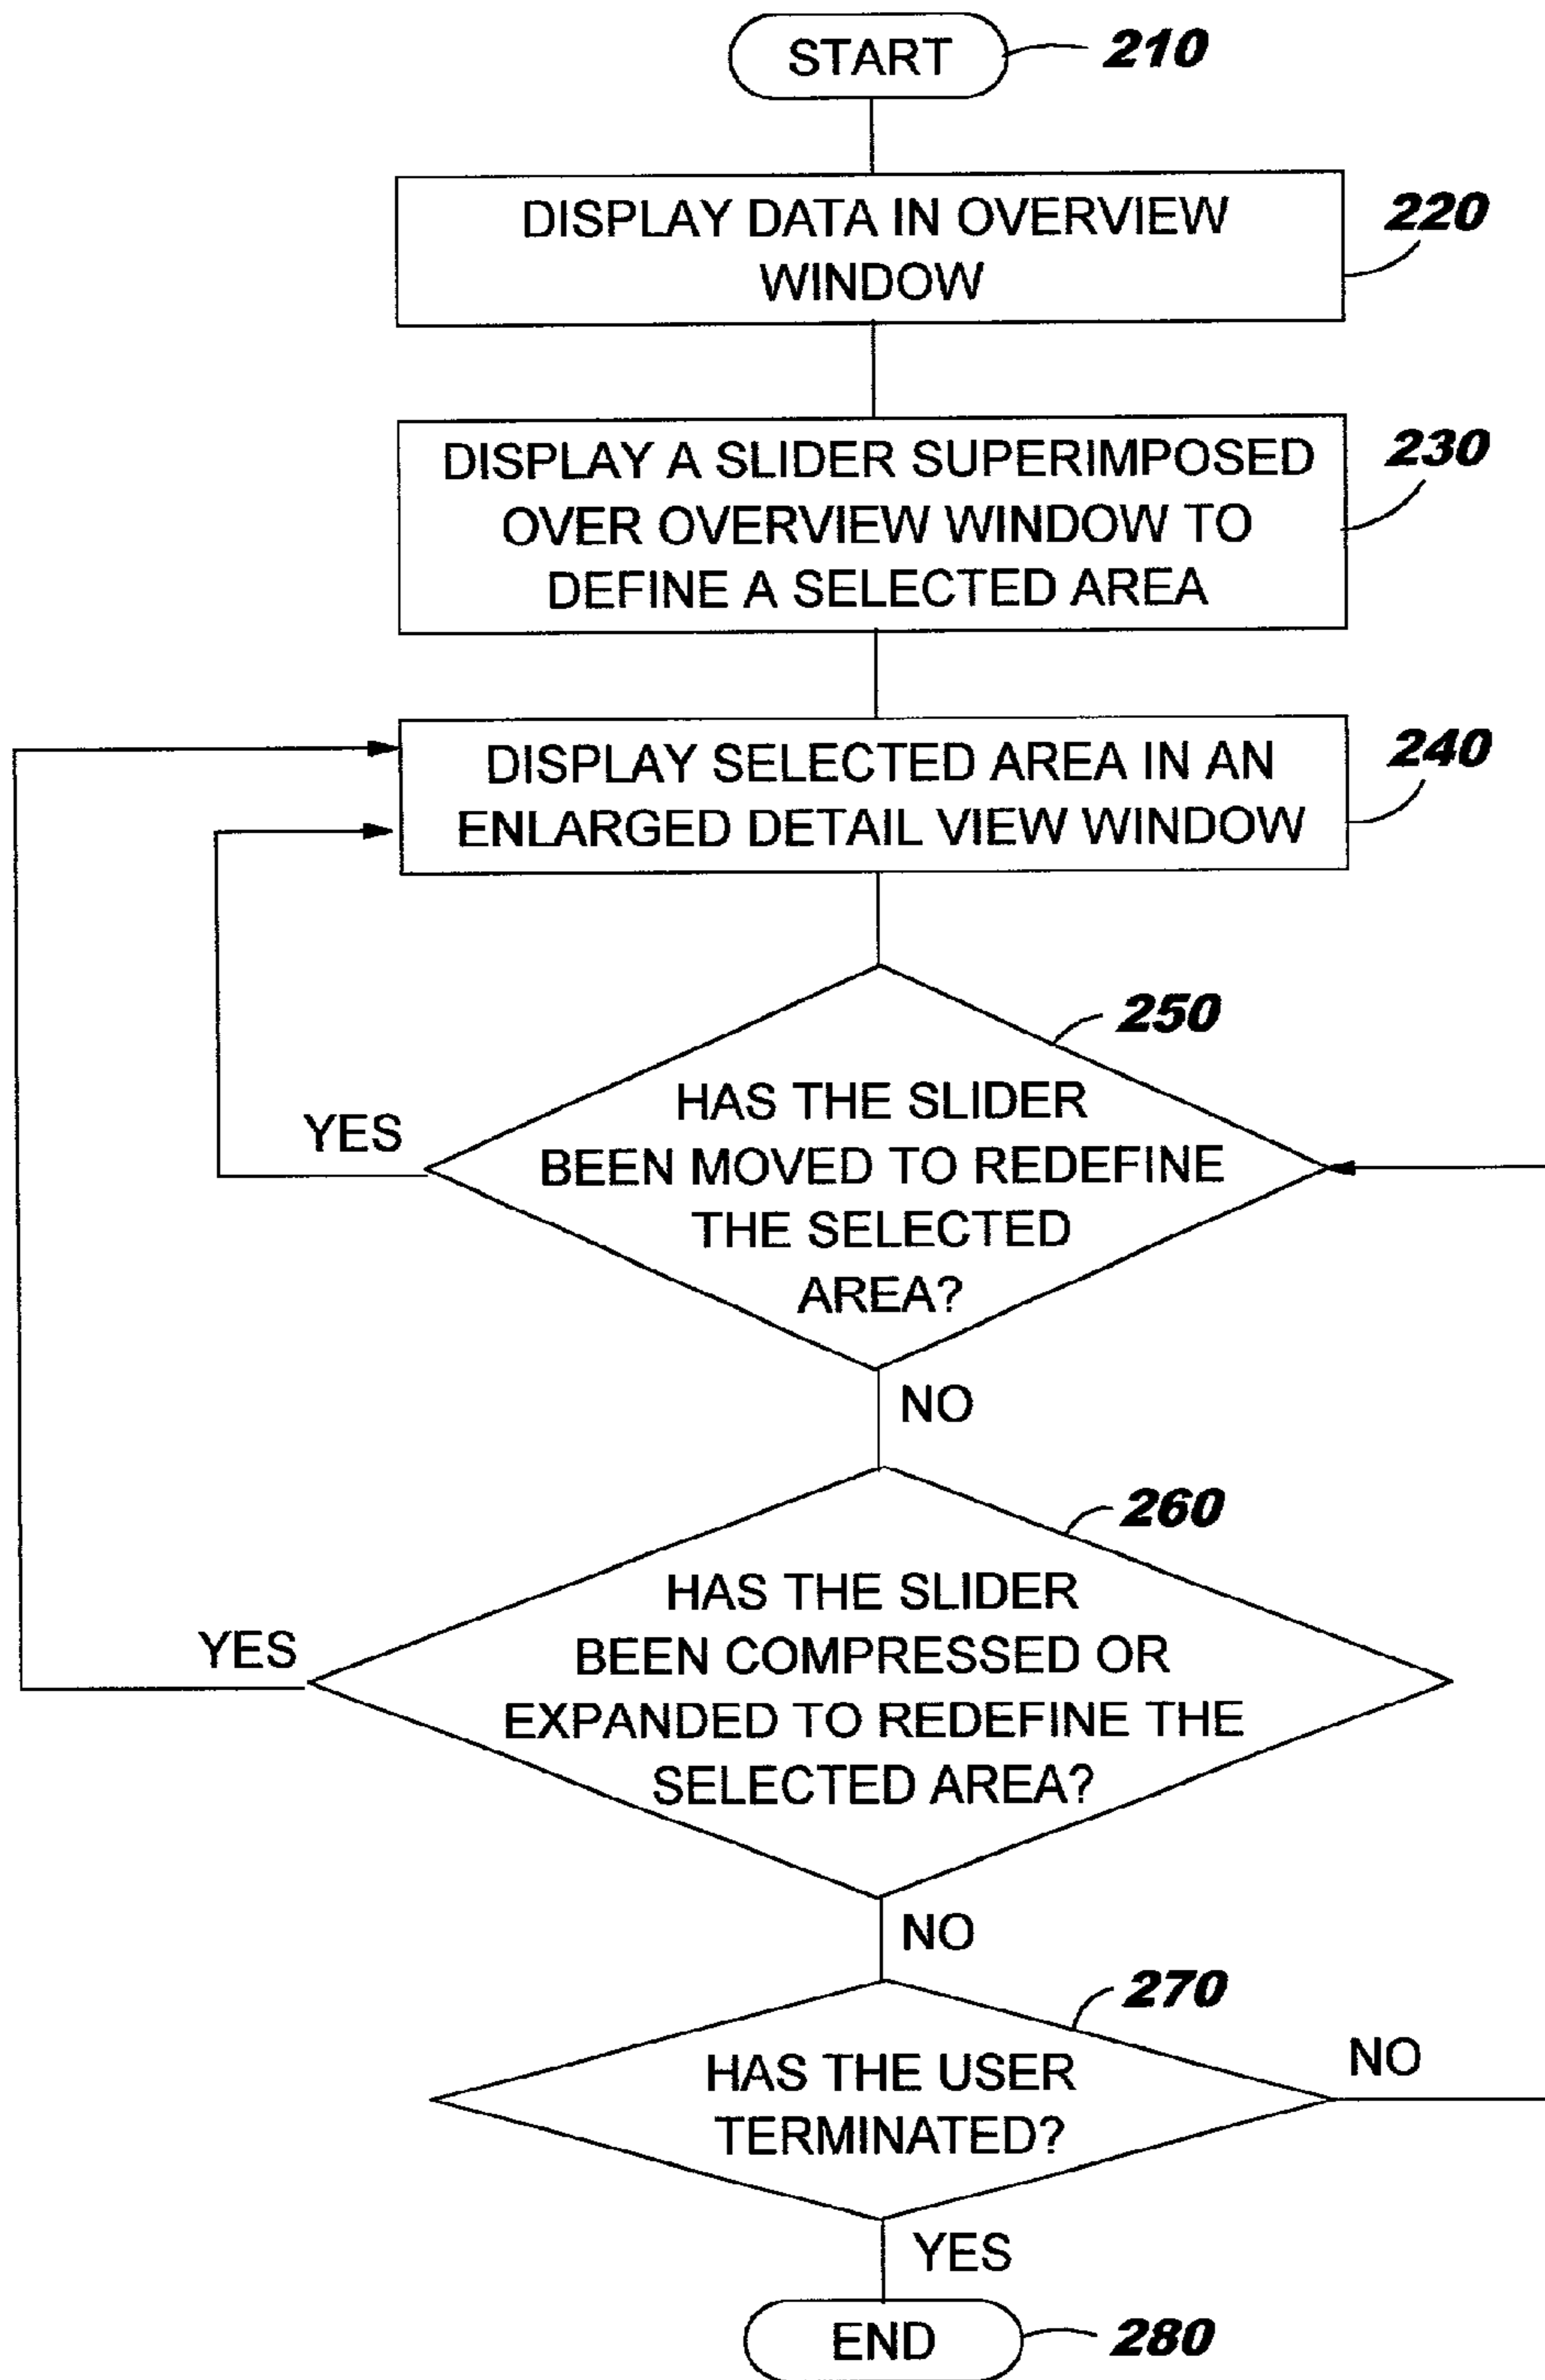 START
210
DISPLAY DATA IN OVERVIEW
WINDOW
220
DISPLAY A SLIDER SUPERIMPOSED
OVER OVERVIEW WINDOW TO
DEFINE A SELECTED AREA
230
DISPLAY SELECTED AREA IN AN
ENLARGED DETAIL VIEW WINDOW
240
250
HAS THE SLIDER
BEEN MOVED TO REDEFINE
THE SELECTED
AREA?
YES
NO
260
HAS THE SLIDER
BEEN COMPRESSED OR
EXPANDED TO REDEFINE THE
SELECTED AREA?
YES
NO
270
HAS THE USER
TERMINATED?
NO
YES
END
280